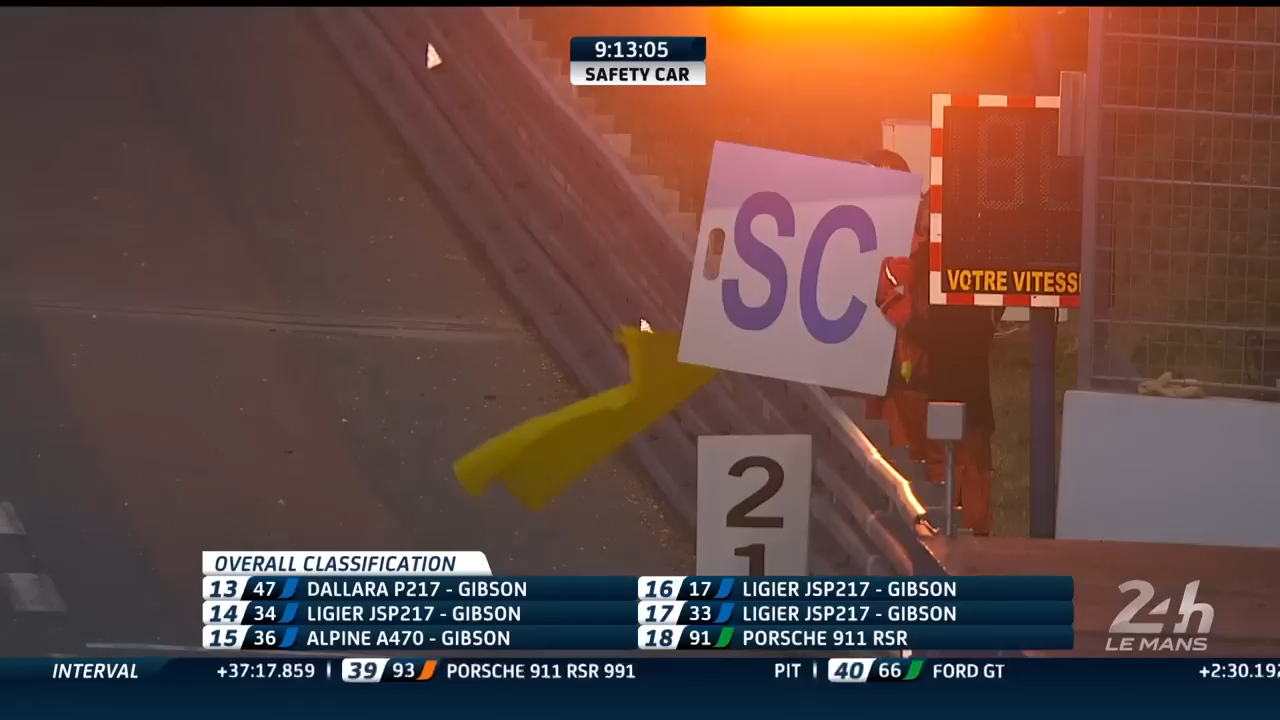 9:13:05
SAFETY CAR
SC
VOTRE VITESS
2
1
OVERALL CLASSIFICATION
13 47 DALLARA P217 - GIBSON
14 34 LIGIER JSP217 - GIBSON
15 36 ALPINE A470 - GIBSON
16 17 LIGIER JSP217 - GIBSON
17 33 LIGIER JSP217 - GIBSON
18 91 PORSCHE 911 RSR
24h
LE MANS
INTERVAL +37:17.859 39 93 PORSCHE 911 RSR 991 PIT 40 66 FORD GT +2:30.192